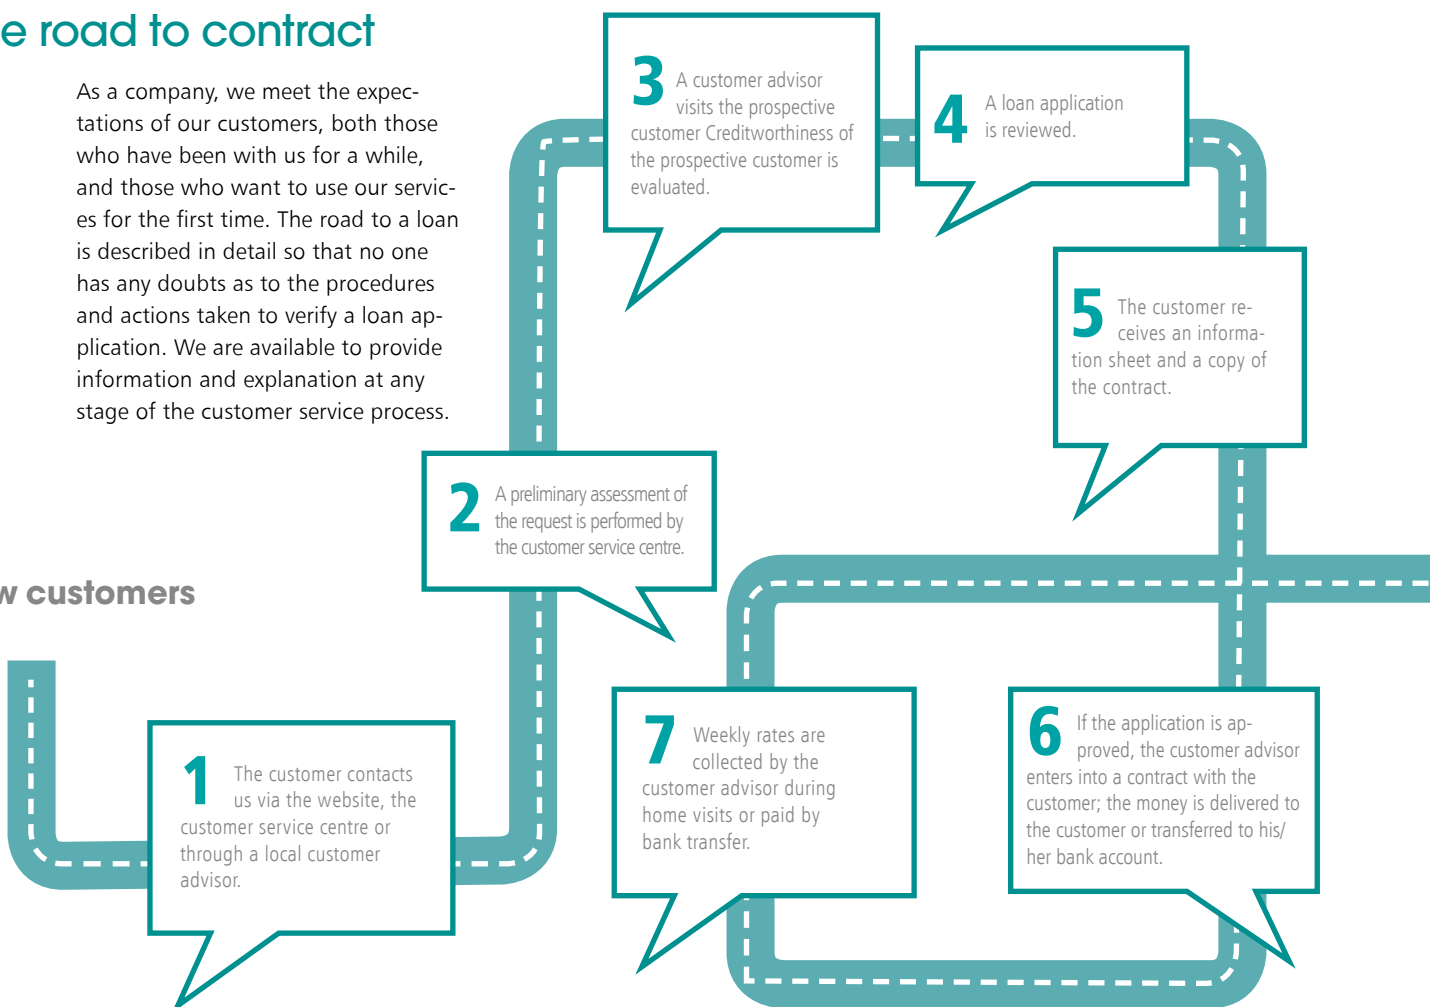 e road to contract
As a company, we meet the expec-
tations of our customers, both those
who have been with us for a while,
and those who want to use our servic-
es for the first time. The road to a loan
is described in detail so that no one
has any doubts as to the procedures
and actions taken to verify a loan ap-
plication. We are available to provide
information and explanation at any
stage of the customer service process.
w customers
1 The customer contacts
us via the website, the
customer service centre or
through a local customer
advisor.
2 A preliminary assessment of
the request is performed by
the customer service centre.
3 A customer advisor
visits the prospective
customer Creditworthiness of
the prospective customer is
evaluated.
4 A loan application
is reviewed.
5 The customer re-
ceives an informa-
tion sheet and a copy of
the contract.
6 If the application is ap-
proved, the customer advisor
enters into a contract with the
customer; the money is delivered to
the customer or transferred to his/
her bank account.
7 Weekly rates are
collected by the
customer advisor during
home visits or paid by
bank transfer.